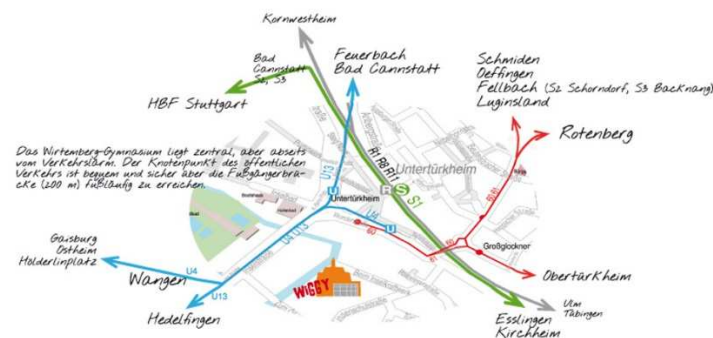 Kornwestheim
Bad
Cannstatt
S2, S3
Feuerbach
Bad Cannstatt
Schmiden
Oeffingen
Fellbach (S2 Schorndorf, S3 Backnang)
Luginsland
HBF Stuttgart
Rotenberg
Das Wirtemberg-Gymnasium liegt zentral, aber abseits
vom Verkehrslärm. Der Knotenpunkt des öffentlichen
Verkehrs ist bequem und sicher über die Fußgängerbrü-
cke (200 m) fußläufig zu erreichen.
R1 R8 R11
Untertürkheim
U13
U
R S
S1
Untertürkheim
U4
U
60
Großglockner
U4 U13
Gaisburg
Ostheim
Hölderlinplatz
U4
Wangen
U13
WIGGY
Obertürkheim
Hedelfingen
Esslingen
Kirchheim
Ulm
Tübingen